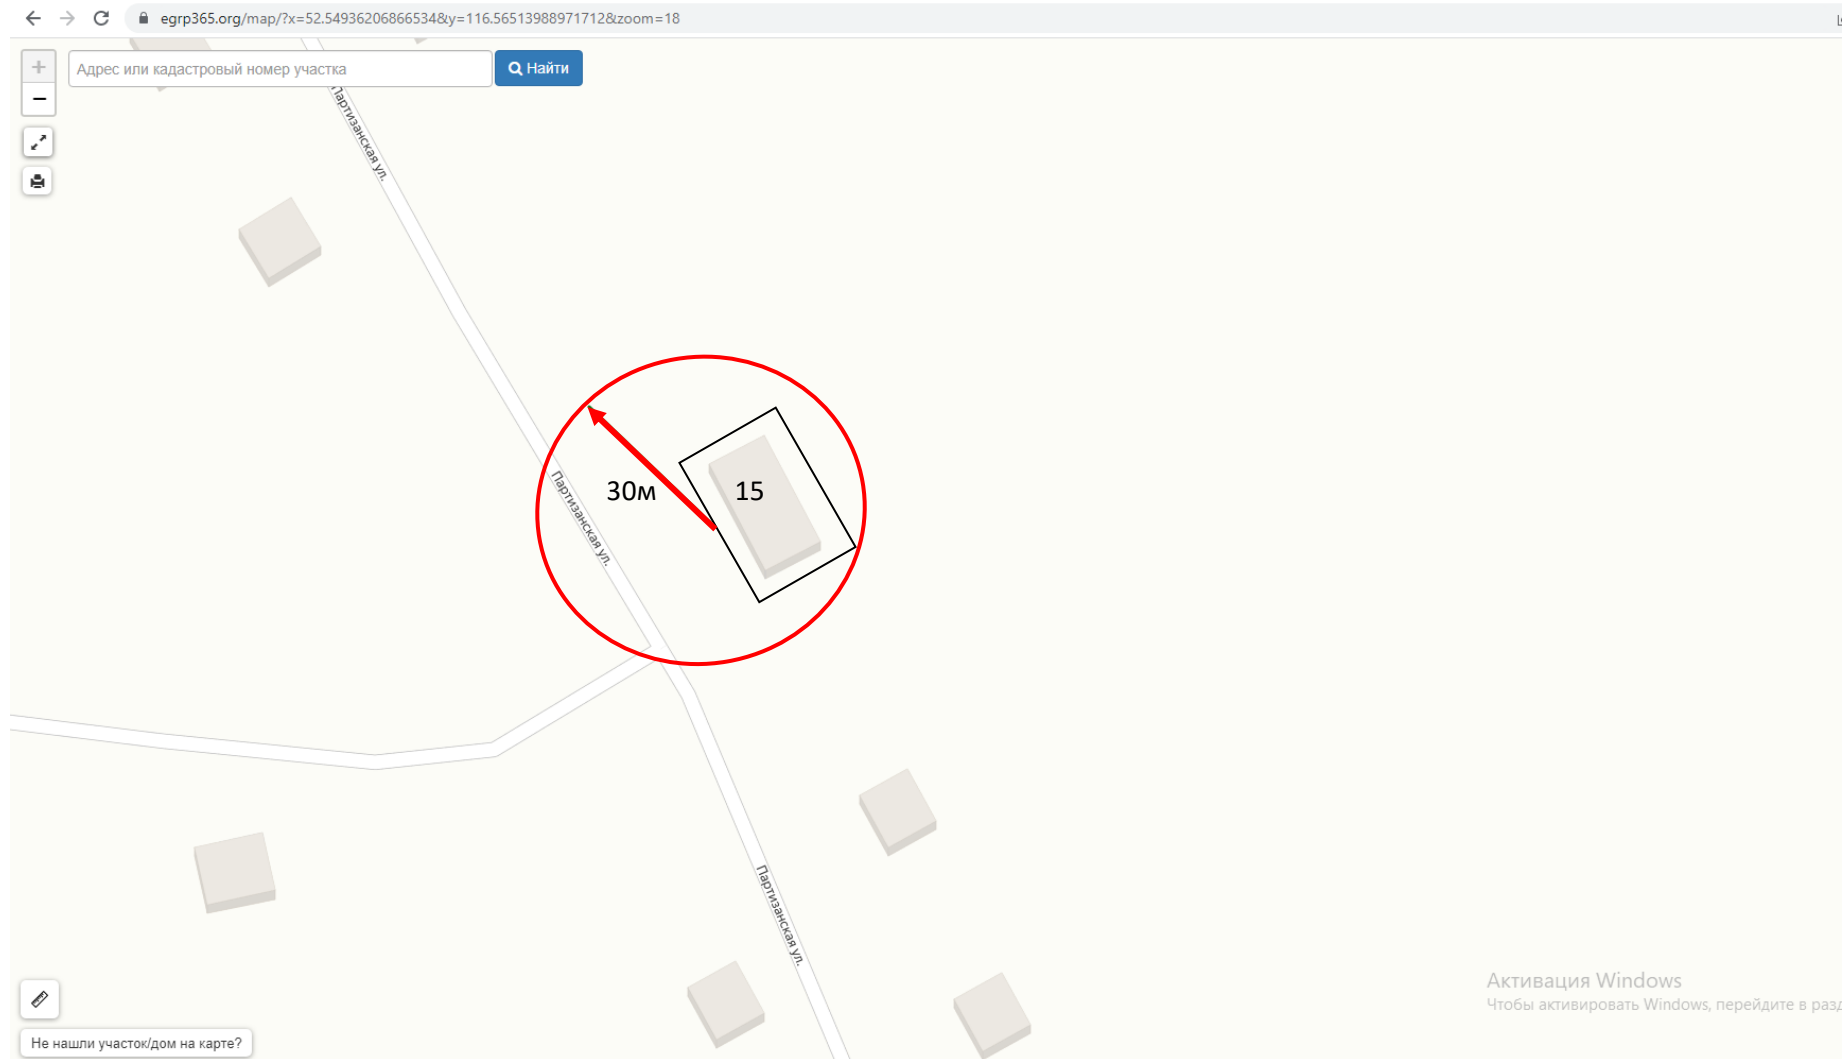 egrp365.org/map/?x=52.54936206866534&y=116.56513988971712&zoom=18
Адрес или кадастровый номер участка
Найти
Партизанская ул.
30м
15
Партизанская ул.
Партизанская ул.
Активация Windows
Чтобы активировать Windows, перейдите в разд
Не нашли участок/дом на карте?